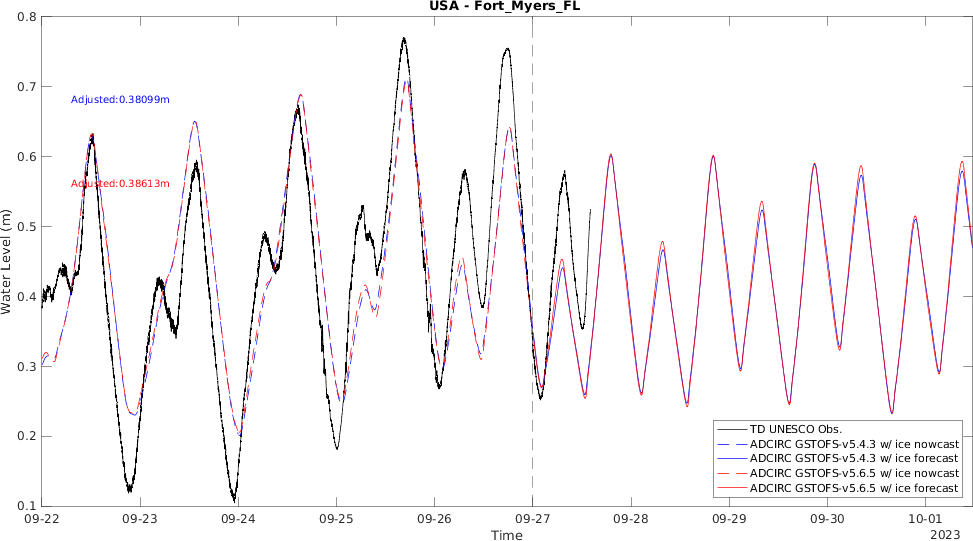 USA - Fort_Myers_FL
0.8
0.7
0.6
0.5
0.4
0.3
0.2
0.1
Water Level (m)
Adjusted:0.38099m
Adjusted:0.38613m
TD UNESCO Obs.
ADCIRC GSTOFS-v5.4.3 w/ ice nowcast
ADCIRC GSTOFS-v5.4.3 w/ ice forecast
ADCIRC GSTOFS-v5.6.5 w/ ice nowcast
ADCIRC GSTOFS-v5.6.5 w/ ice forecast
09-22 09-23 09-24 09-25 09-26 09-27 09-28 09-29 09-30 10-01
Time
2023